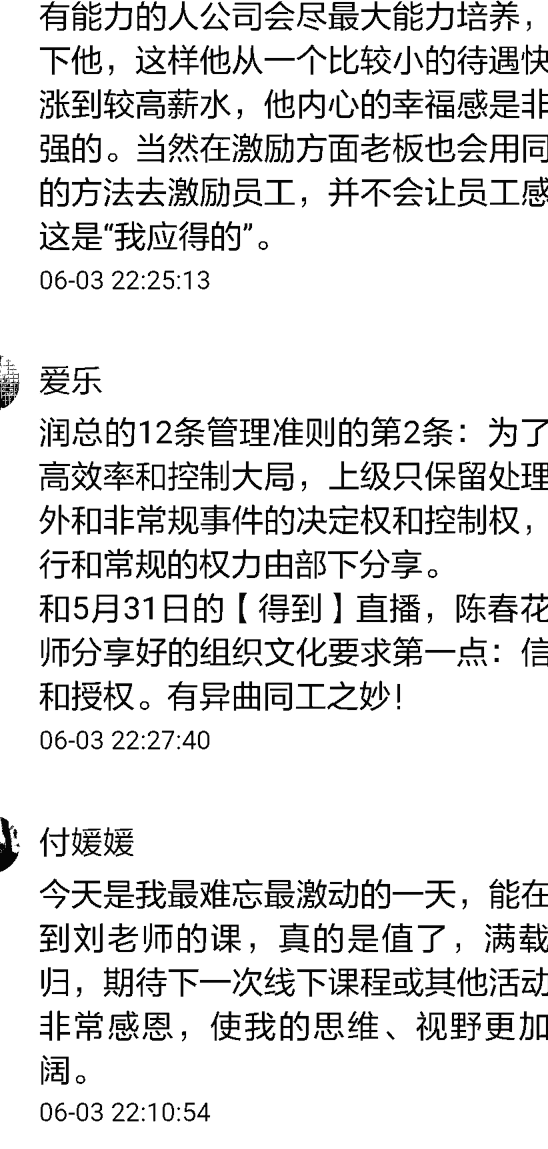 有能力的人公司会尽最大能力培养，
下他，这样他从一个比较小的待遇快
涨到较高薪水，他内心的幸福感是非
强的。当然在激励方面老板也会用同
的方法去激励员工，并不会让员工感
这是“我应得的”。
06-03 22:25:13
爱乐
润总的12条管理准则的第2条：为了
高效率和控制大局，上级只保留处理
外和非常规事件的决定权和控制权，
行和常规的权力由部下分享。
和5月31日的【得到】直播，陈春花
师分享好的组织文化要求第一点：信
和授权。有异曲同工之妙！
06-03 22:27:40
付媛媛
今天是我最难忘最激动的一天，能在
到刘老师的课，真的是值了，满载
归，期待下一次线下课程或其他活动
非常感恩，使我的思维、视野更加
阔。
06-03 22:10:54